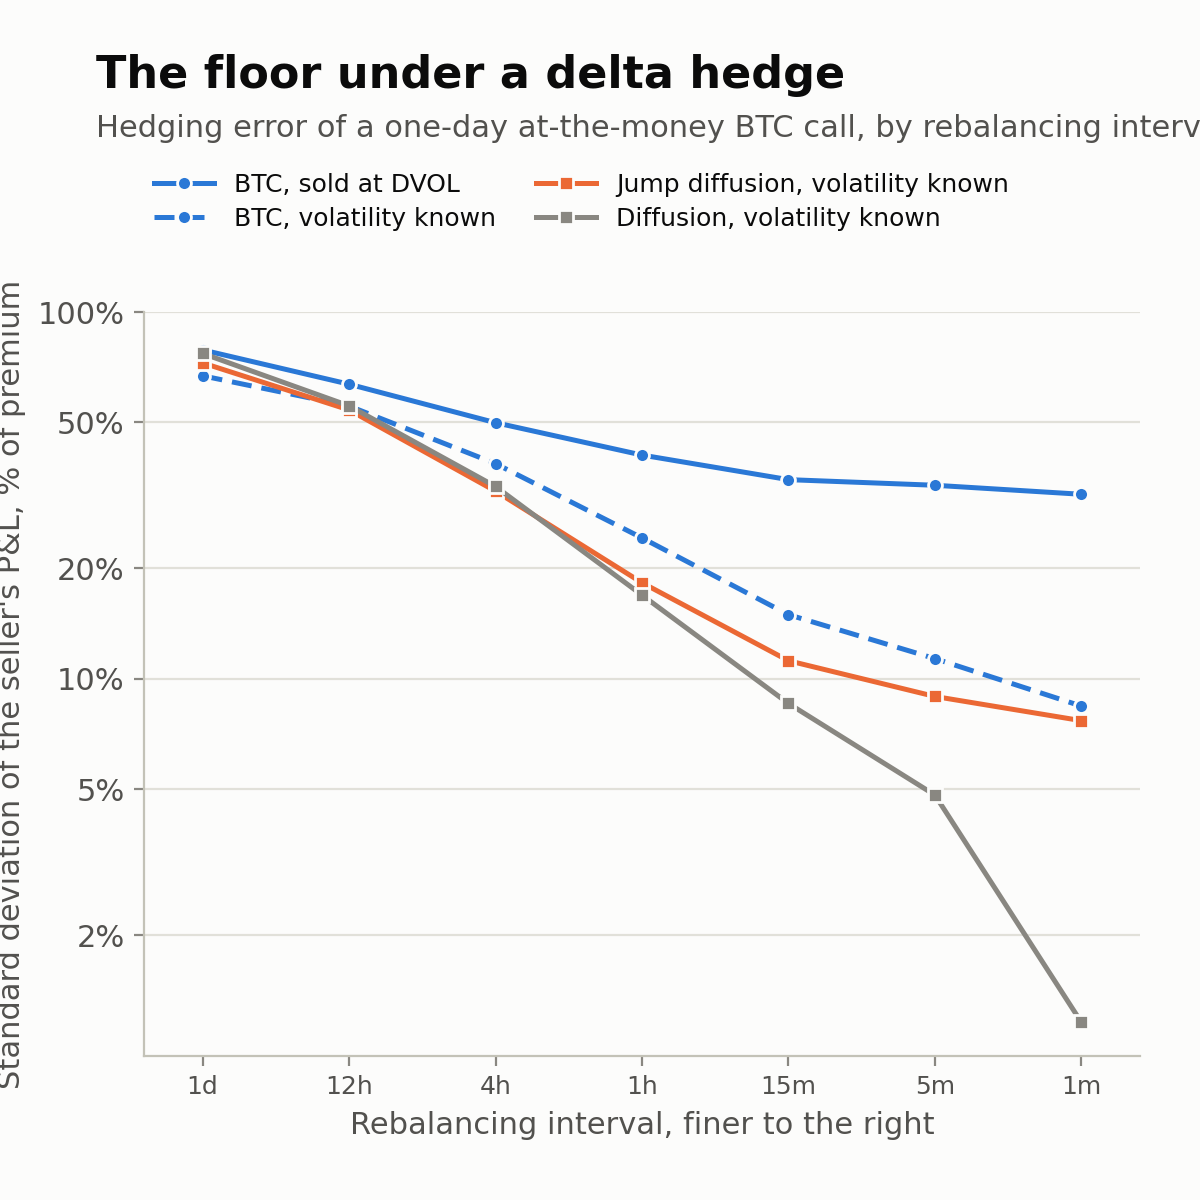 The floor under a delta hedge
Hedging error of a one-day at-the-money BTC call, by rebalancing interv
BTC, sold at DVOL
BTC, volatility known
Jump diffusion, volatility known
Diffusion, volatility known
Standard deviation of the seller's P&L, % of premium
100%
50%
20%
10%
5%
2%
1d
12h
4h
1h
15m
5m
1m
Rebalancing interval, finer to the right